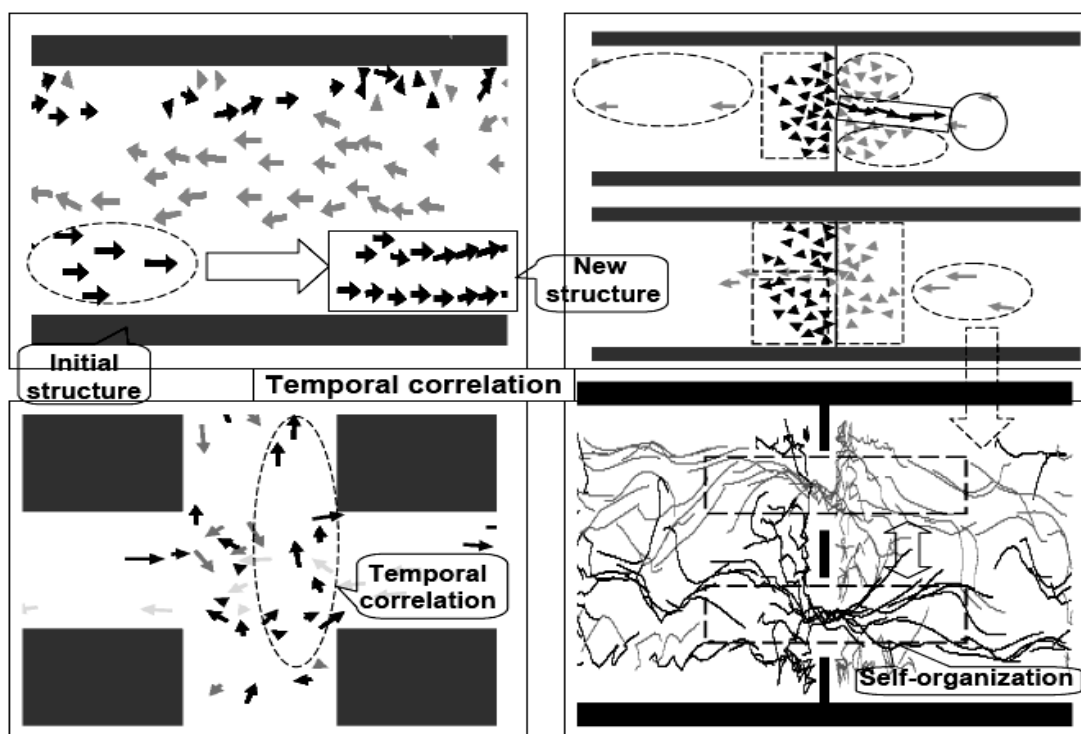 New
structure
Initial
structure
Temporal correlation
Temporal
correlation
Self-organization